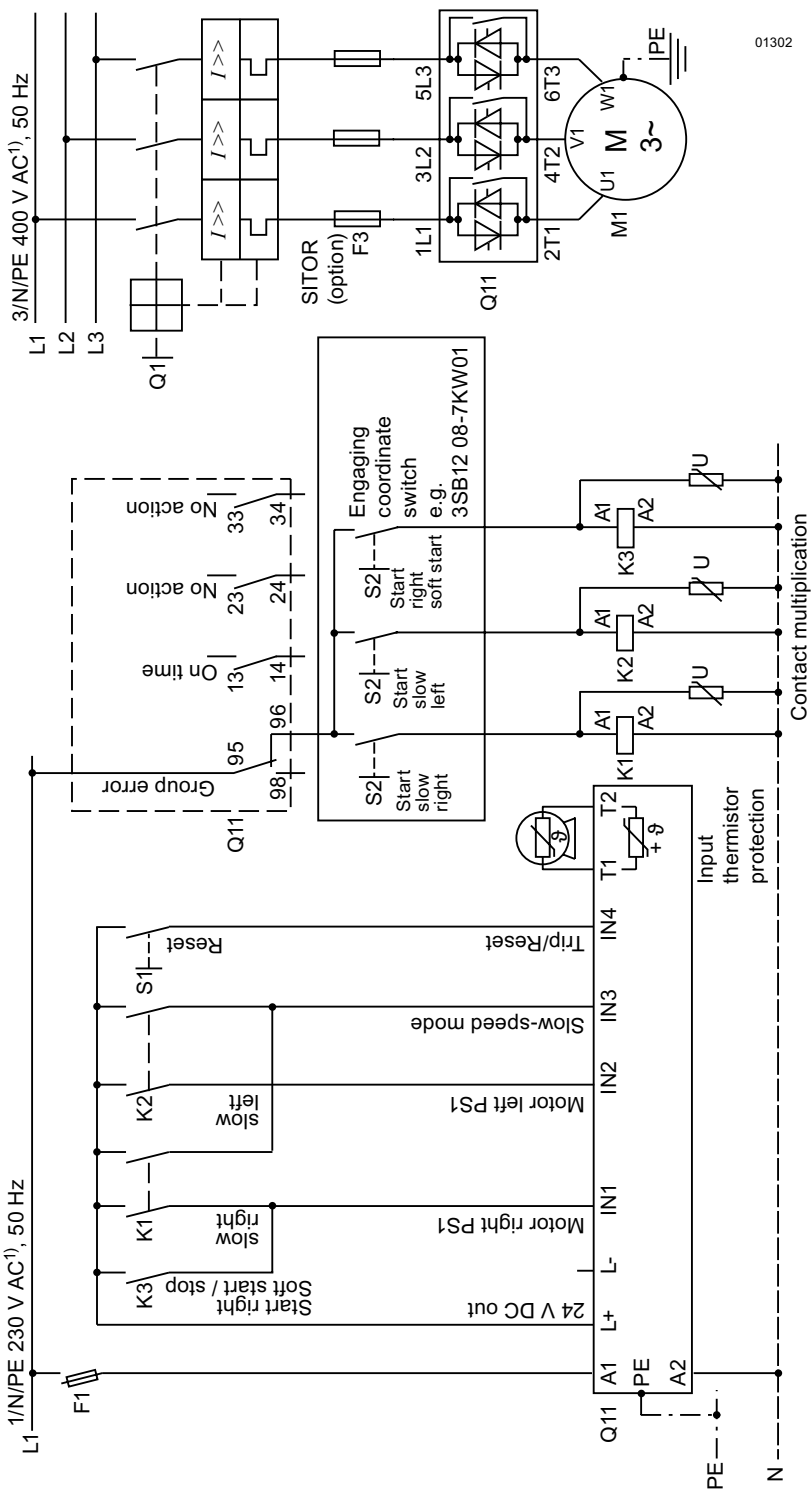 1/N/PE 230 V AC1), 50 Hz
L1
F1
K3
Start right
Soft start / stop
K1
slow
right
K2
slow
left
S1
Reset
24 V DC out
Motor right PS1
Motor left PS1
Slow-speed mode
Trip/Reset
Q11
A1
L+
L-
IN1
IN2
IN3
IN4
T1
T2
PE
A2
ϑ
+ ϑ
Input
thermistor
protection
PE
N
Q11
Group error
95
98
96
On time
13
14
No action
23
24
No action
33
34
S2
Start
slow
right
S2
Start
slow
left
S2
Start
right
soft start
Engaging
coordinate
switch
e.g.
3SB12 08-7KW01
K1
A1
A2
U
K2
A1
A2
U
K3
A1
A2
U
Contact multiplication
3/N/PE 400 V AC1), 50 Hz
L1
L2
L3
Q1
I >>
I >>
I >>
SITOR
(option)
F3
1L1
3L2
5L3
Q11
2T1
4T2
6T3
U1
V1
W1
PE
M
3~
M1
01302